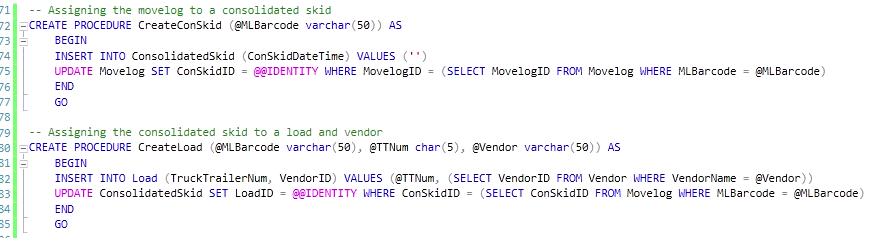 71 -- Assigning the movelog to a consolidated skid
72 CREATE PROCEDURE CreateConSkid (@MLBarcode varchar(50)) AS
73 BEGIN
74 INSERT INTO ConsolidatedSkid (ConSkidDateTime) VALUES ('')
75 UPDATE Movelog SET ConSkidID = @@IDENTITY WHERE MovelogID = (SELECT MovelogID FROM Movelog WHERE MLBarcode = @MLBarcode)
76 END
77 GO
78
79 -- Assigning the consolidated skid to a load and vendor
80 CREATE PROCEDURE CreateLoad (@MLBarcode varchar(50), @TTNum char(5), @Vendor varchar(50)) AS
81 BEGIN
82 INSERT INTO Load (TruckTrailerNum, VendorID) VALUES (@TTNum, (SELECT VendorID FROM Vendor WHERE VendorName = @Vendor))
83 UPDATE ConsolidatedSkid SET LoadID = @@IDENTITY WHERE ConSkidID = (SELECT ConSkidID FROM Movelog WHERE MLBarcode = @MLBarcode)
84 END
85 GO